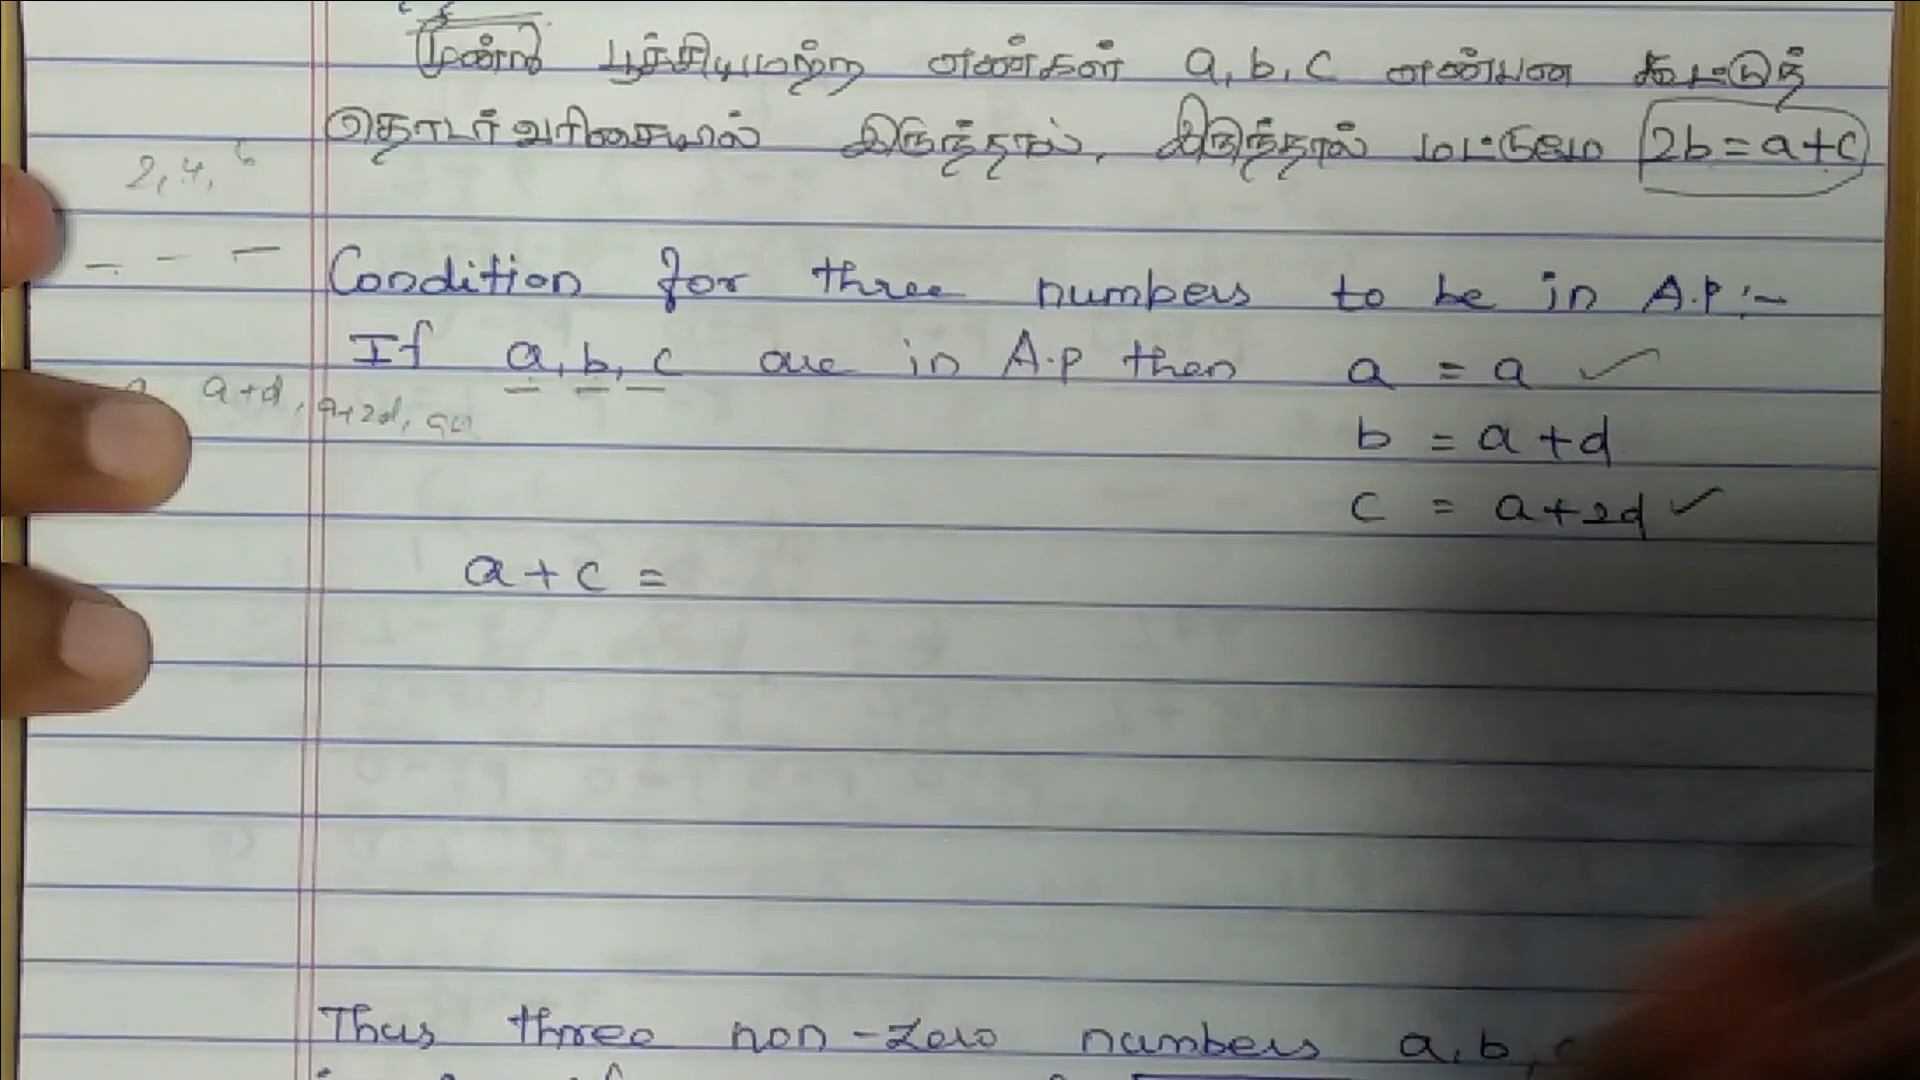 மூன்று பூச்சியமற்ற எண்கள் a, b, c என்பன கூட்டுத்
தொடர்வரிசையில் இருந்தால், இருந்தால் மட்டுமே 2b = a+c
2, 4, 6
Condition for three numbers to be in A.P :-
If a, b, c are in A.P then a = a ✓
a+d, a+2d,
b = a+d
c = a+2d ✓
a+c =
Thus three non-zero numbers a, b,